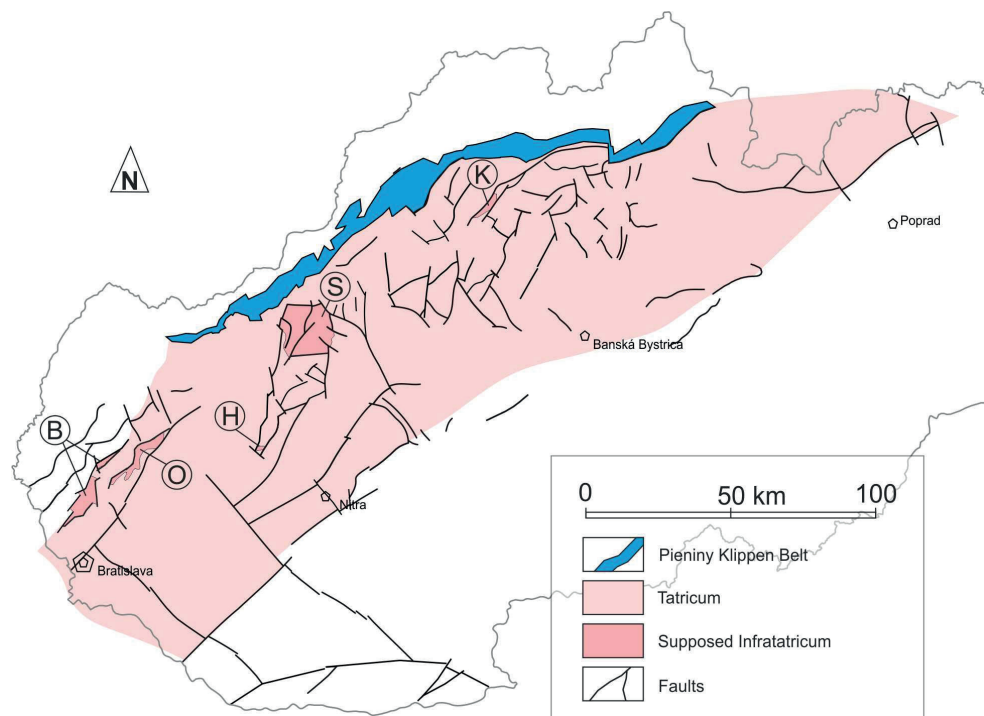 N
K
S
H
B
O
Poprad
Banská Bystrica
Nitra
Bratislava
0 50 km 100
Pieniny Klippen Belt
Tatricum
Supposed Infratatricum
Faults